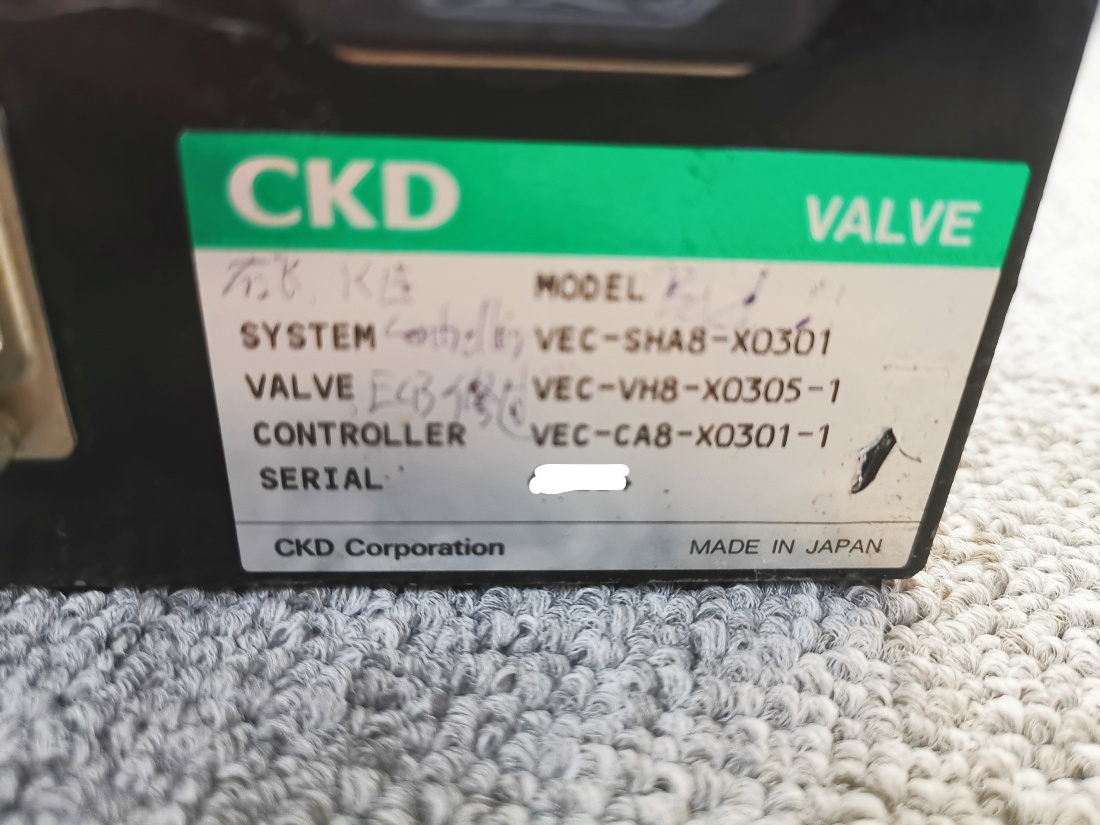 CKD VALVE
MODEL
SYSTEM VEC-SHA8-X0301
VALVE VEC-VH8-X0305-1
CONTROLLER VEC-CA8-X0301-1
SERIAL
CKD Corporation MADE IN JAPAN